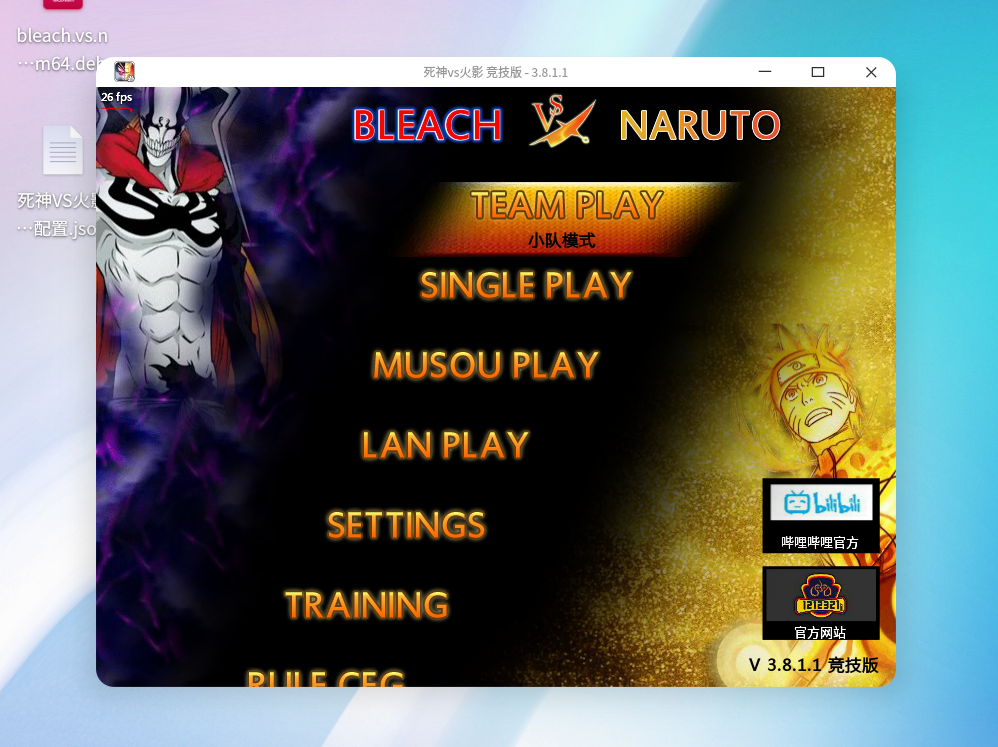 bleach.vs.n
…m64.deb
死神VS火影
…配置.jso
死神vs火影 竞技版 - 3.8.1.1
26 fps
BLEACH VS NARUTO
TEAM PLAY
小队模式
SINGLE PLAY
MUSOU PLAY
LAN PLAY
SETTINGS
TRAINING
RULE CFG
bilibili
哔哩哔哩官方
1212321
官方网站
V 3.8.1.1 竞技版